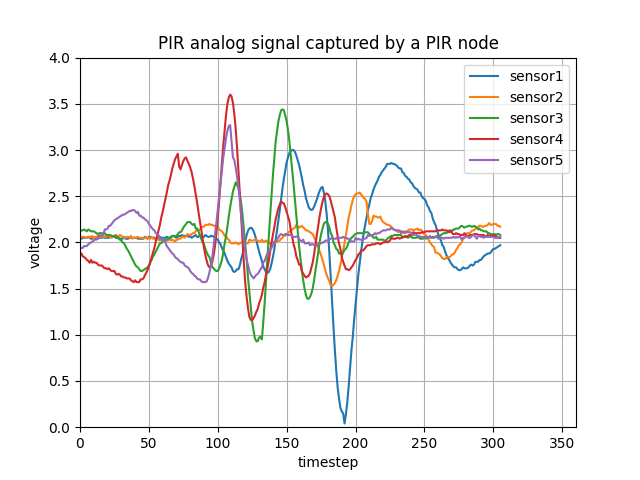 PIR analog signal captured by a PIR node
4.0
3.5
3.0
2.5
2.0
1.5
1.0
0.5
0.0
voltage
sensor1
sensor2
sensor3
sensor4
sensor5
0 50 100 150 200 250 300 350
timestep